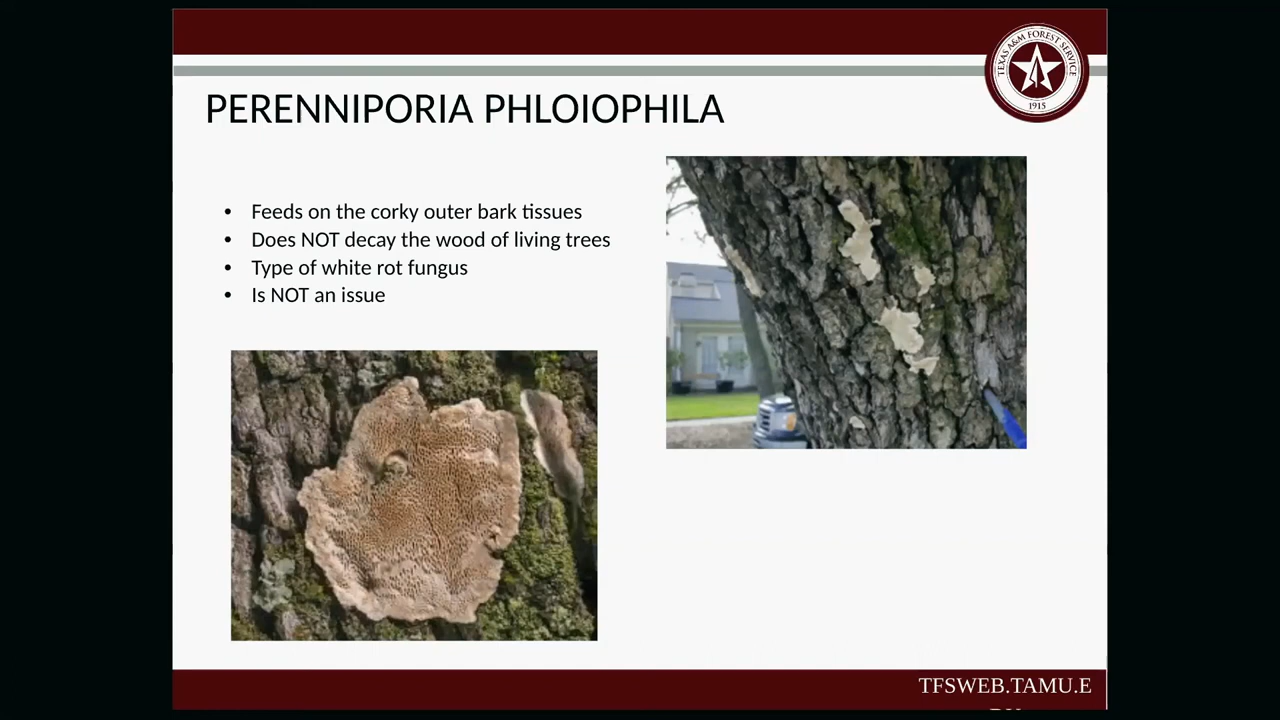 TEXAS A&M FOREST SERVICE
1915
PERENNIPORIA PHLOIOPHILA
• Feeds on the corky outer bark tissues
• Does NOT decay the wood of living trees
• Type of white rot fungus
• Is NOT an issue
TFSWEB.TAMU.E